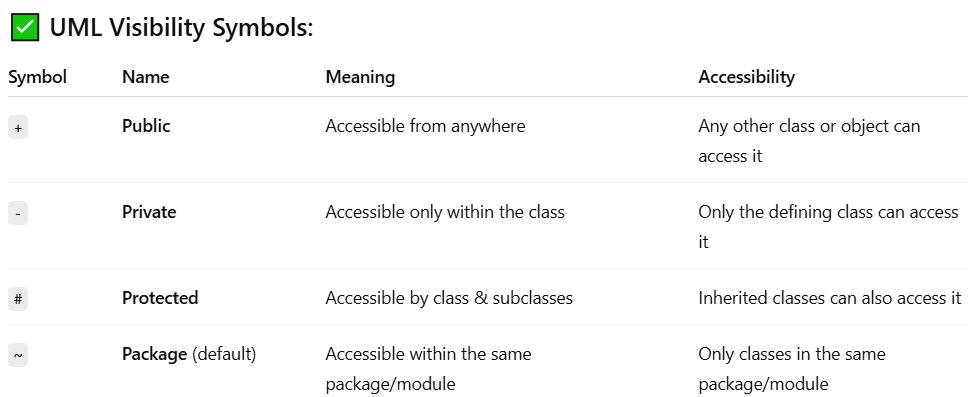 ✅ UML Visibility Symbols:
Symbol Name Meaning Accessibility
+ Public Accessible from anywhere Any other class or object can
access it
- Private Accessible only within the class Only the defining class can access
it
# Protected Accessible by class & subclasses Inherited classes can also access it
~ Package (default) Accessible within the same Only classes in the same
package/module package/module